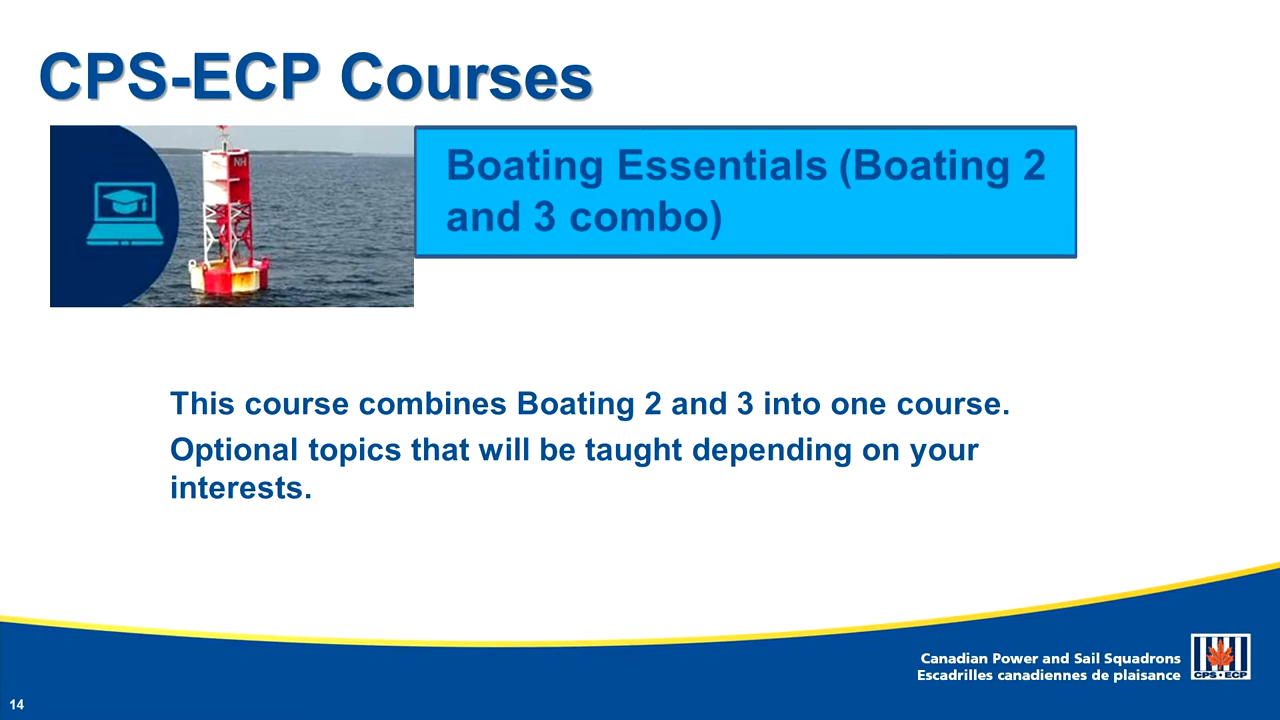 CPS-ECP Courses
NH
Boating Essentials (Boating 2
and 3 combo)
This course combines Boating 2 and 3 into one course.
Optional topics that will be taught depending on your
interests.
Canadian Power and Sail Squadrons
Escadrilles canadiennes de plaisance
CPS • ECP
14